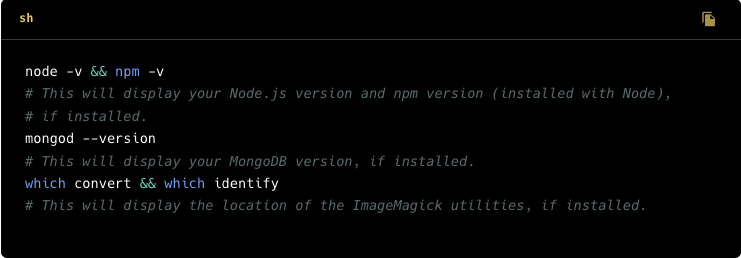 sh
node -v && npm -v
# This will display your Node.js version and npm version (installed with Node),
# if installed.
mongod --version
# This will display your MongoDB version, if installed.
which convert && which identify
# This will display the location of the ImageMagick utilities, if installed.